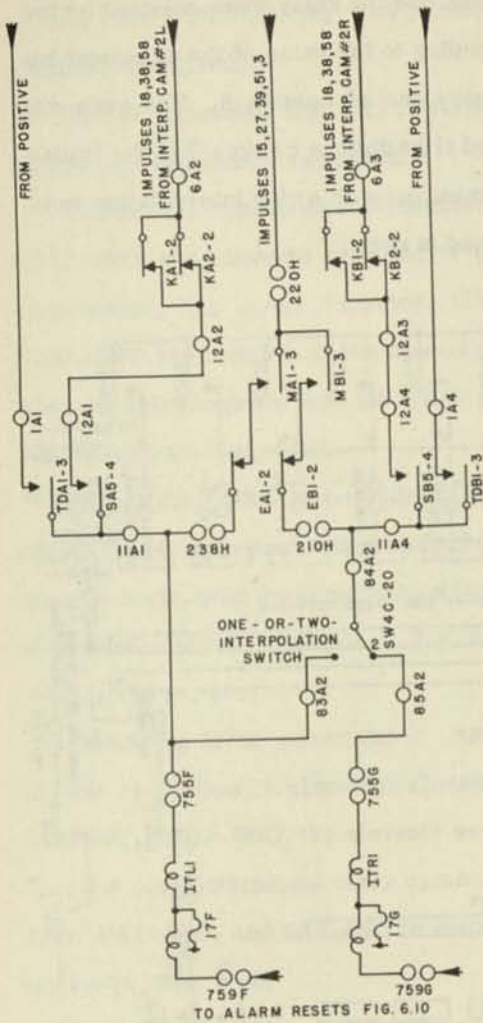 FROM POSITIVE
IMPULSES 18,38,58
FROM INTERP. CAM#2L
6A2
KA1-2
KA2-2
12A2
IMPULSES 15,27,39,51,3
220H
IMPULSES 18,38,58
FROM INTERP. CAM#2R
6A3
KB1-2
KB2-2
12A3
FROM POSITIVE
1A1
12A1
TDA1-3
SA5-4
11A1
238H
MA1-3
MB1-3
EA1-2
EB1-2
210H
12A4
1A4
SB5-4
TDB1-3
11A4
84A2
SW4C-20
2
ONE-OR-TWO-
INTERPOLATION
SWITCH
83A2
85A2
755F
755G
ITL1
ITR1
17F
17G
759F
759G
TO ALARM RESETS FIG. 6.10